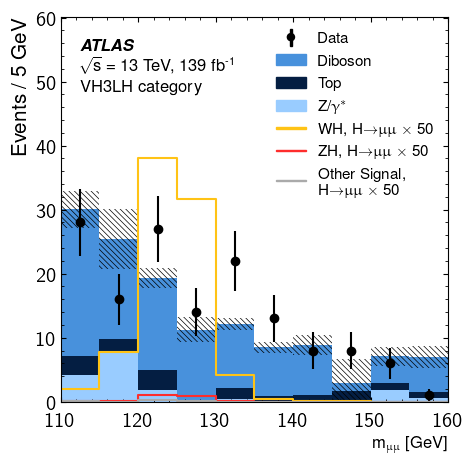 Events / 5 GeV
60
50
40
30
20
10
0
ATLAS
√s = 13 TeV, 139 fb⁻¹
VH3LH category
Data
Diboson
Top
Z/γ*
WH, H→μμ × 50
ZH, H→μμ × 50
Other Signal,
H→μμ × 50
110 120 130 140 150 160
mμμ [GeV]